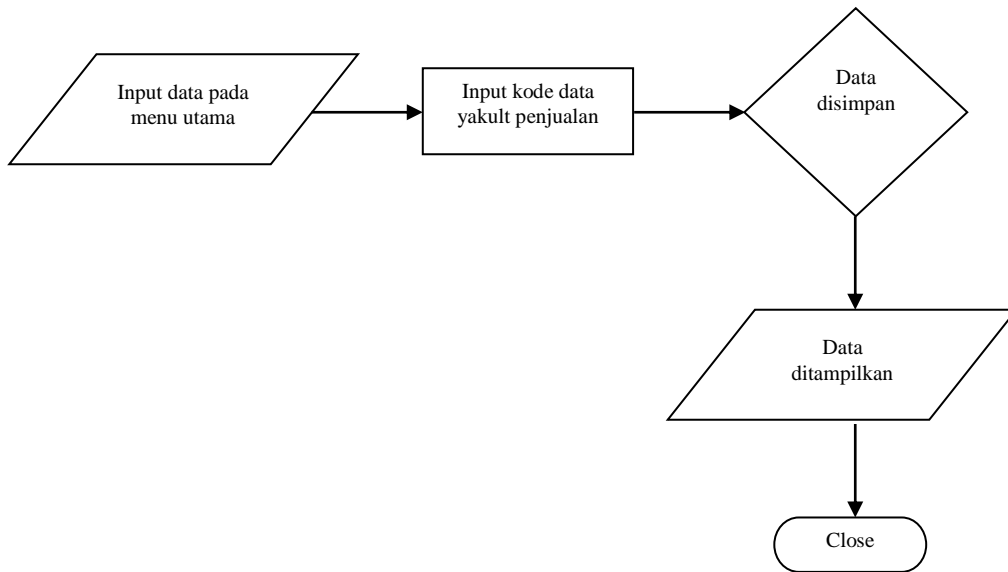 Input data pada
menu utama
Input kode data
yakult penjualan
Data
disimpan
Data
ditampilkan
Close